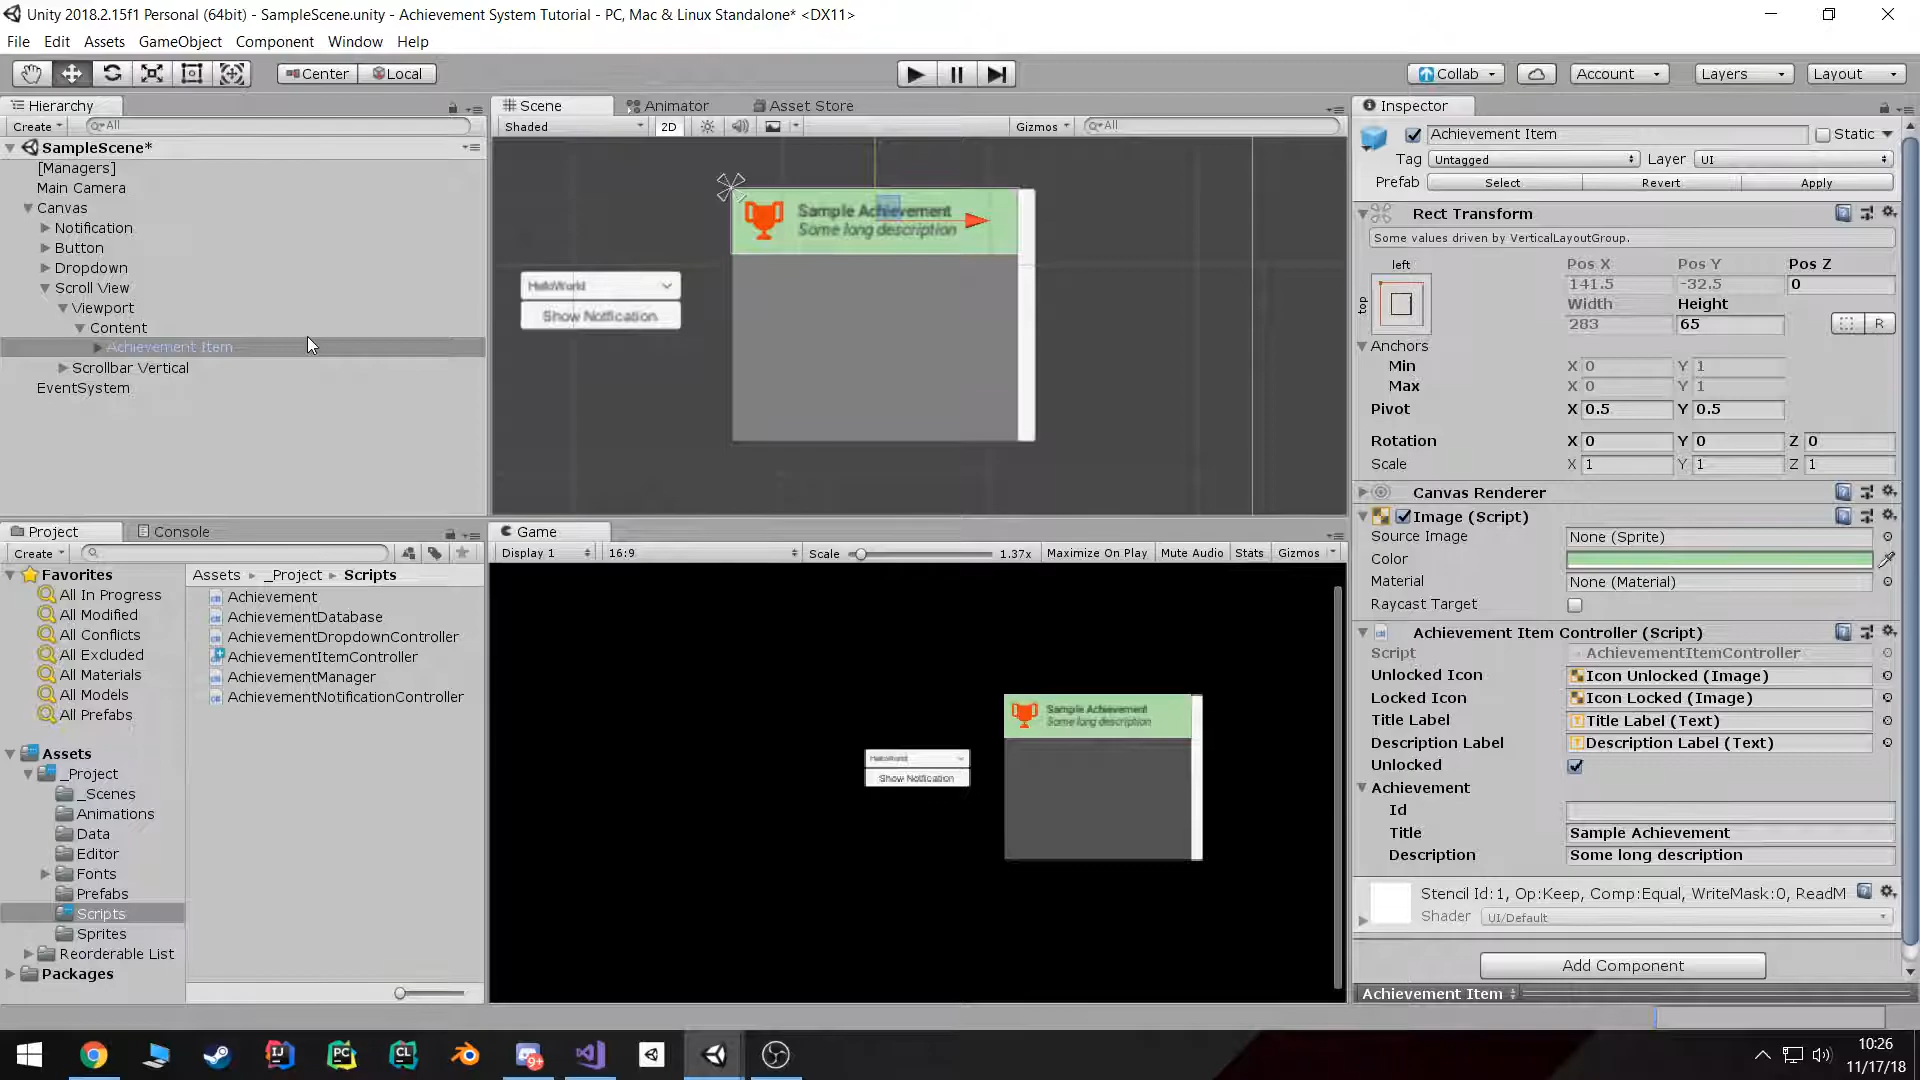 Unity 2018.2.15f1 Personal (64bit) - SampleScene.unity - Achievement System Tutorial - PC, Mac & Linux Standalone* <DX11>
File Edit Assets GameObject Component Window Help
Center Local Collab Account Layers Layout
Hierarchy
Create All
SampleScene*
[Managers]
Main Camera
Canvas
Notification
Button
Dropdown
Scroll View
Viewport
Content
Achievement Item
Scrollbar Vertical
EventSystem
Scene Animator Asset Store
Shaded 2D Gizmos All
Sample Achievement
Some long description
HelloWorld
Show Notification
Project Console
Create
Favorites
All In Progress
All Modified
All Conflicts
All Excluded
All Materials
All Models
All Prefabs
Assets
_Project
_Scenes
Animations
Data
Editor
Fonts
Prefabs
Scripts
Sprites
Reorderable List
Packages
Assets _Project Scripts
Achievement
AchievementDatabase
AchievementDropdownController
AchievementItemController
AchievementManager
AchievementNotificationController
Game
Display 1 16:9 Scale 1.37x Maximize On Play Mute Audio Stats Gizmos
Sample Achievement
Some long description
HelloWorld
Show Notification
Inspector
Achievement Item Static
Tag Untagged Layer UI
Prefab Select Revert Apply
Rect Transform
Some values driven by VerticalLayoutGroup.
left Pos X Pos Y Pos Z
top 141.5 -32.5 0
Width Height
283 65 R
Anchors
Min X 0 Y 1
Max X 0 Y 1
Pivot X 0.5 Y 0.5
Rotation X 0 Y 0 Z 0
Scale X 1 Y 1 Z 1
Canvas Renderer
Image (Script)
Source Image None (Sprite)
Color
Material None (Material)
Raycast Target
Achievement Item Controller (Script)
Script AchievementItemController
Unlocked Icon Icon Unlocked (Image)
Locked Icon Icon Locked (Image)
Title Label Title Label (Text)
Description Label Description Label (Text)
Unlocked
Achievement
Id
Title Sample Achievement
Description Some long description
Stencil Id:1, Op:Keep, Comp:Equal, WriteMask:0, ReadM
Shader UI/Default
Add Component
Achievement Item
10:26
11/17/18